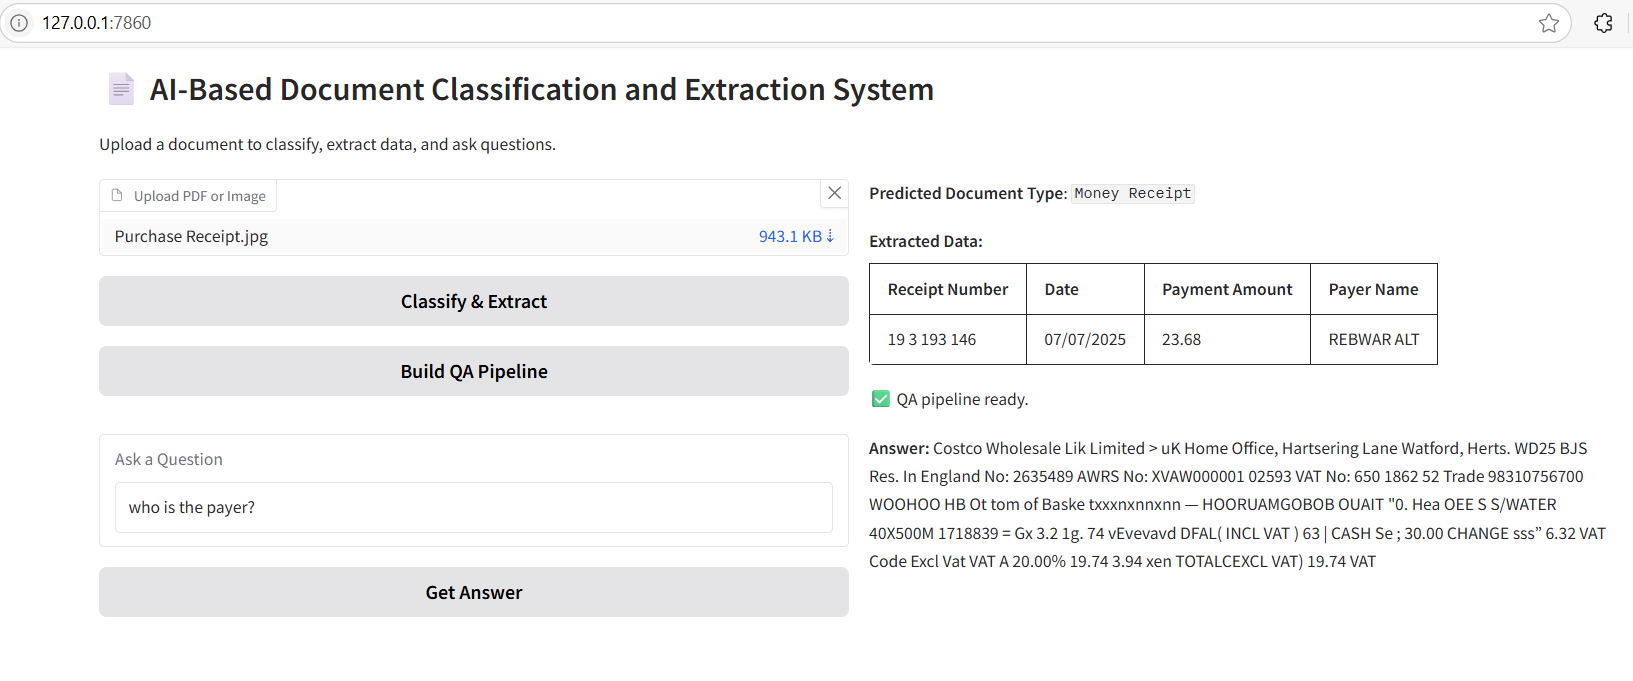 127.0.0.1:7860
AI-Based Document Classification and Extraction System
Upload a document to classify, extract data, and ask questions.
Upload PDF or Image
Purchase Receipt.jpg 943.1 KB ⇣
Classify & Extract
Build QA Pipeline
Ask a Question
who is the payer?
Get Answer
Predicted Document Type: Money Receipt
Extracted Data:
Receipt Number Date Payment Amount Payer Name
19 3 193 146 07/07/2025 23.68 REBWAR ALT
✅ QA pipeline ready.
Answer: Costco Wholesale Lik Limited > uK Home Office, Hartsering Lane Watford, Herts. WD25 BJS
Res. In England No: 2635489 AWRS No: XVAW000001 02593 VAT No: 650 1862 52 Trade 98310756700
WOOHOO HB Ot tom of Baske txxxnxnnxnn — HOORUAMGOBOB OUAIT "0. Hea OEE S S/WATER
40X500M 1718839 = Gx 3.2 1g. 74 vEvevavd DFAL( INCL VAT ) 63 | CASH Se ; 30.00 CHANGE sss” 6.32 VAT
Code Excl Vat VAT A 20.00% 19.74 3.94 xen TOTALCEXCL VAT) 19.74 VAT